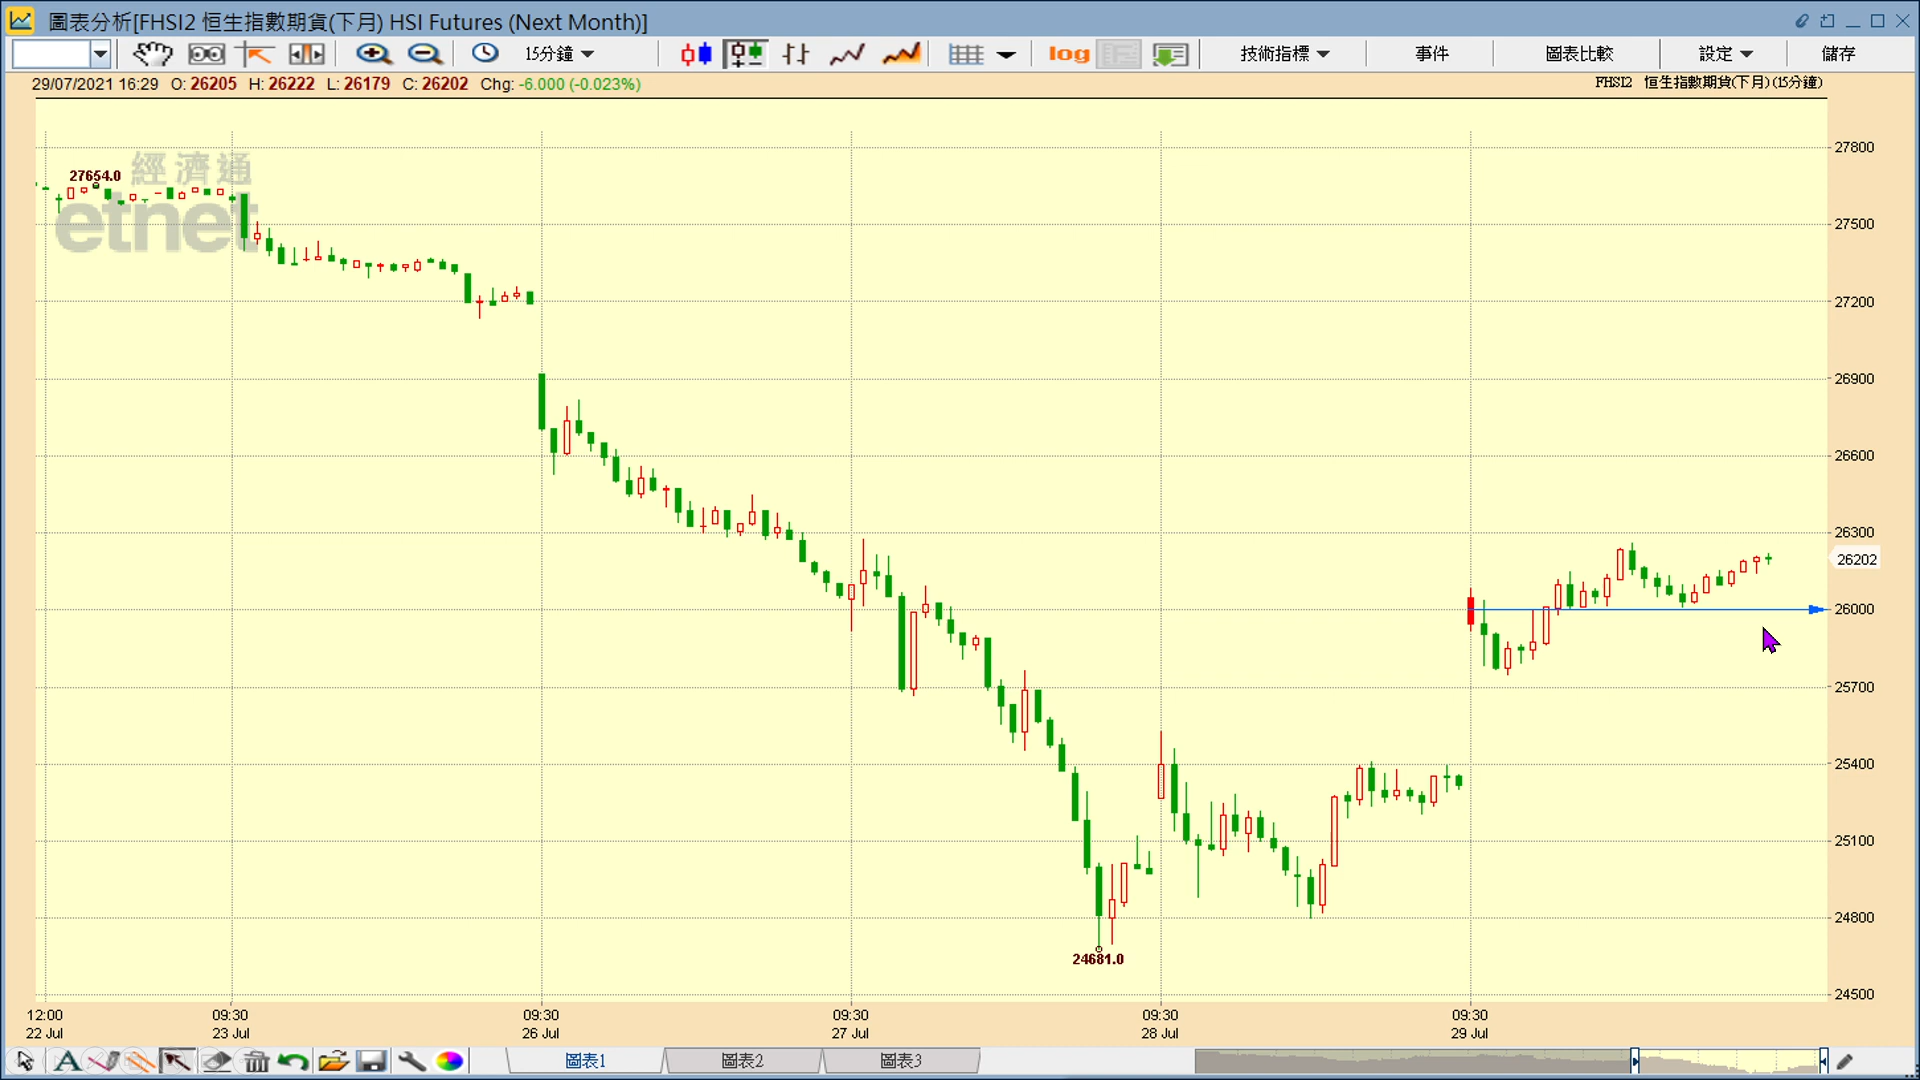 圖表分析[FHSI2 恒生指數期貨(下月) HSI Futures (Next Month)]
15分鐘
log
技術指標
事件
圖表比較
設定
儲存
29/07/2021 16:29 O: 26205 H: 26222 L: 26179 C: 26202 Chg: -6.000 (-0.023%)
FHSI2 恒生指數期貨(下月)(15分鐘)
經濟通
etnet
27654.0
24681.0
27800
27500
27200
26900
26600
26300
26202
26000
25700
25400
25100
24800
24500
12:00 09:30 09:30 09:30 09:30 09:30
22 Jul 23 Jul 26 Jul 27 Jul 28 Jul 29 Jul
A
圖表1
圖表2
圖表3